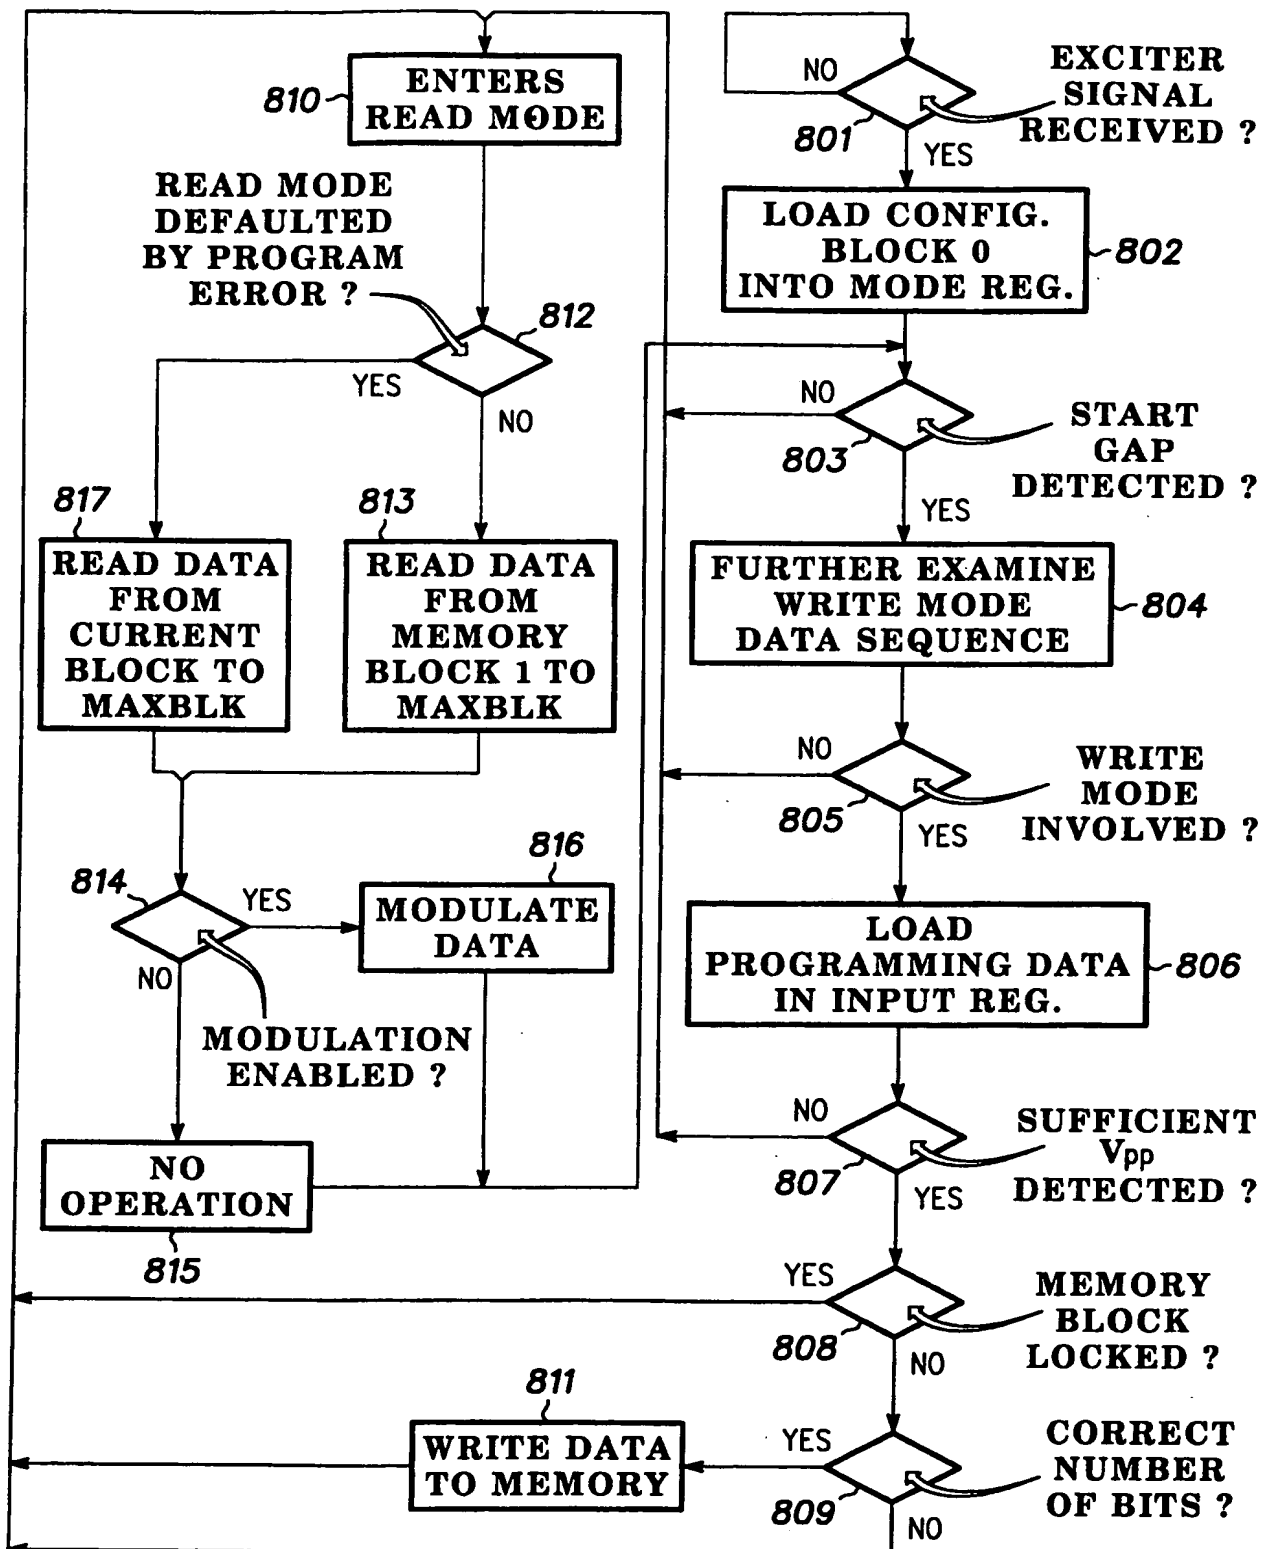 ENTERS
READ MODE
810
READ MODE
DEFAULTED
BY PROGRAM
ERROR ?
812
YES
NO
817
READ DATA
FROM
CURRENT
BLOCK TO
MAXBLK
813
READ DATA
FROM
MEMORY
BLOCK 1 TO
MAXBLK
814
YES
NO
816
MODULATE
DATA
MODULATION
ENABLED ?
NO
OPERATION
815
NO
EXCITER
SIGNAL
RECEIVED ?
801
YES
LOAD CONFIG.
BLOCK 0
INTO MODE REG.
802
NO
803
START
GAP
DETECTED ?
YES
FURTHER EXAMINE
WRITE MODE
DATA SEQUENCE
804
NO
805
WRITE
MODE
INVOLVED ?
YES
LOAD
PROGRAMMING DATA
IN INPUT REG.
806
NO
807
SUFFICIENT
Vpp
DETECTED ?
YES
YES
808
MEMORY
BLOCK
LOCKED ?
NO
811
WRITE DATA
TO MEMORY
YES
809
CORRECT
NUMBER
OF BITS ?
NO